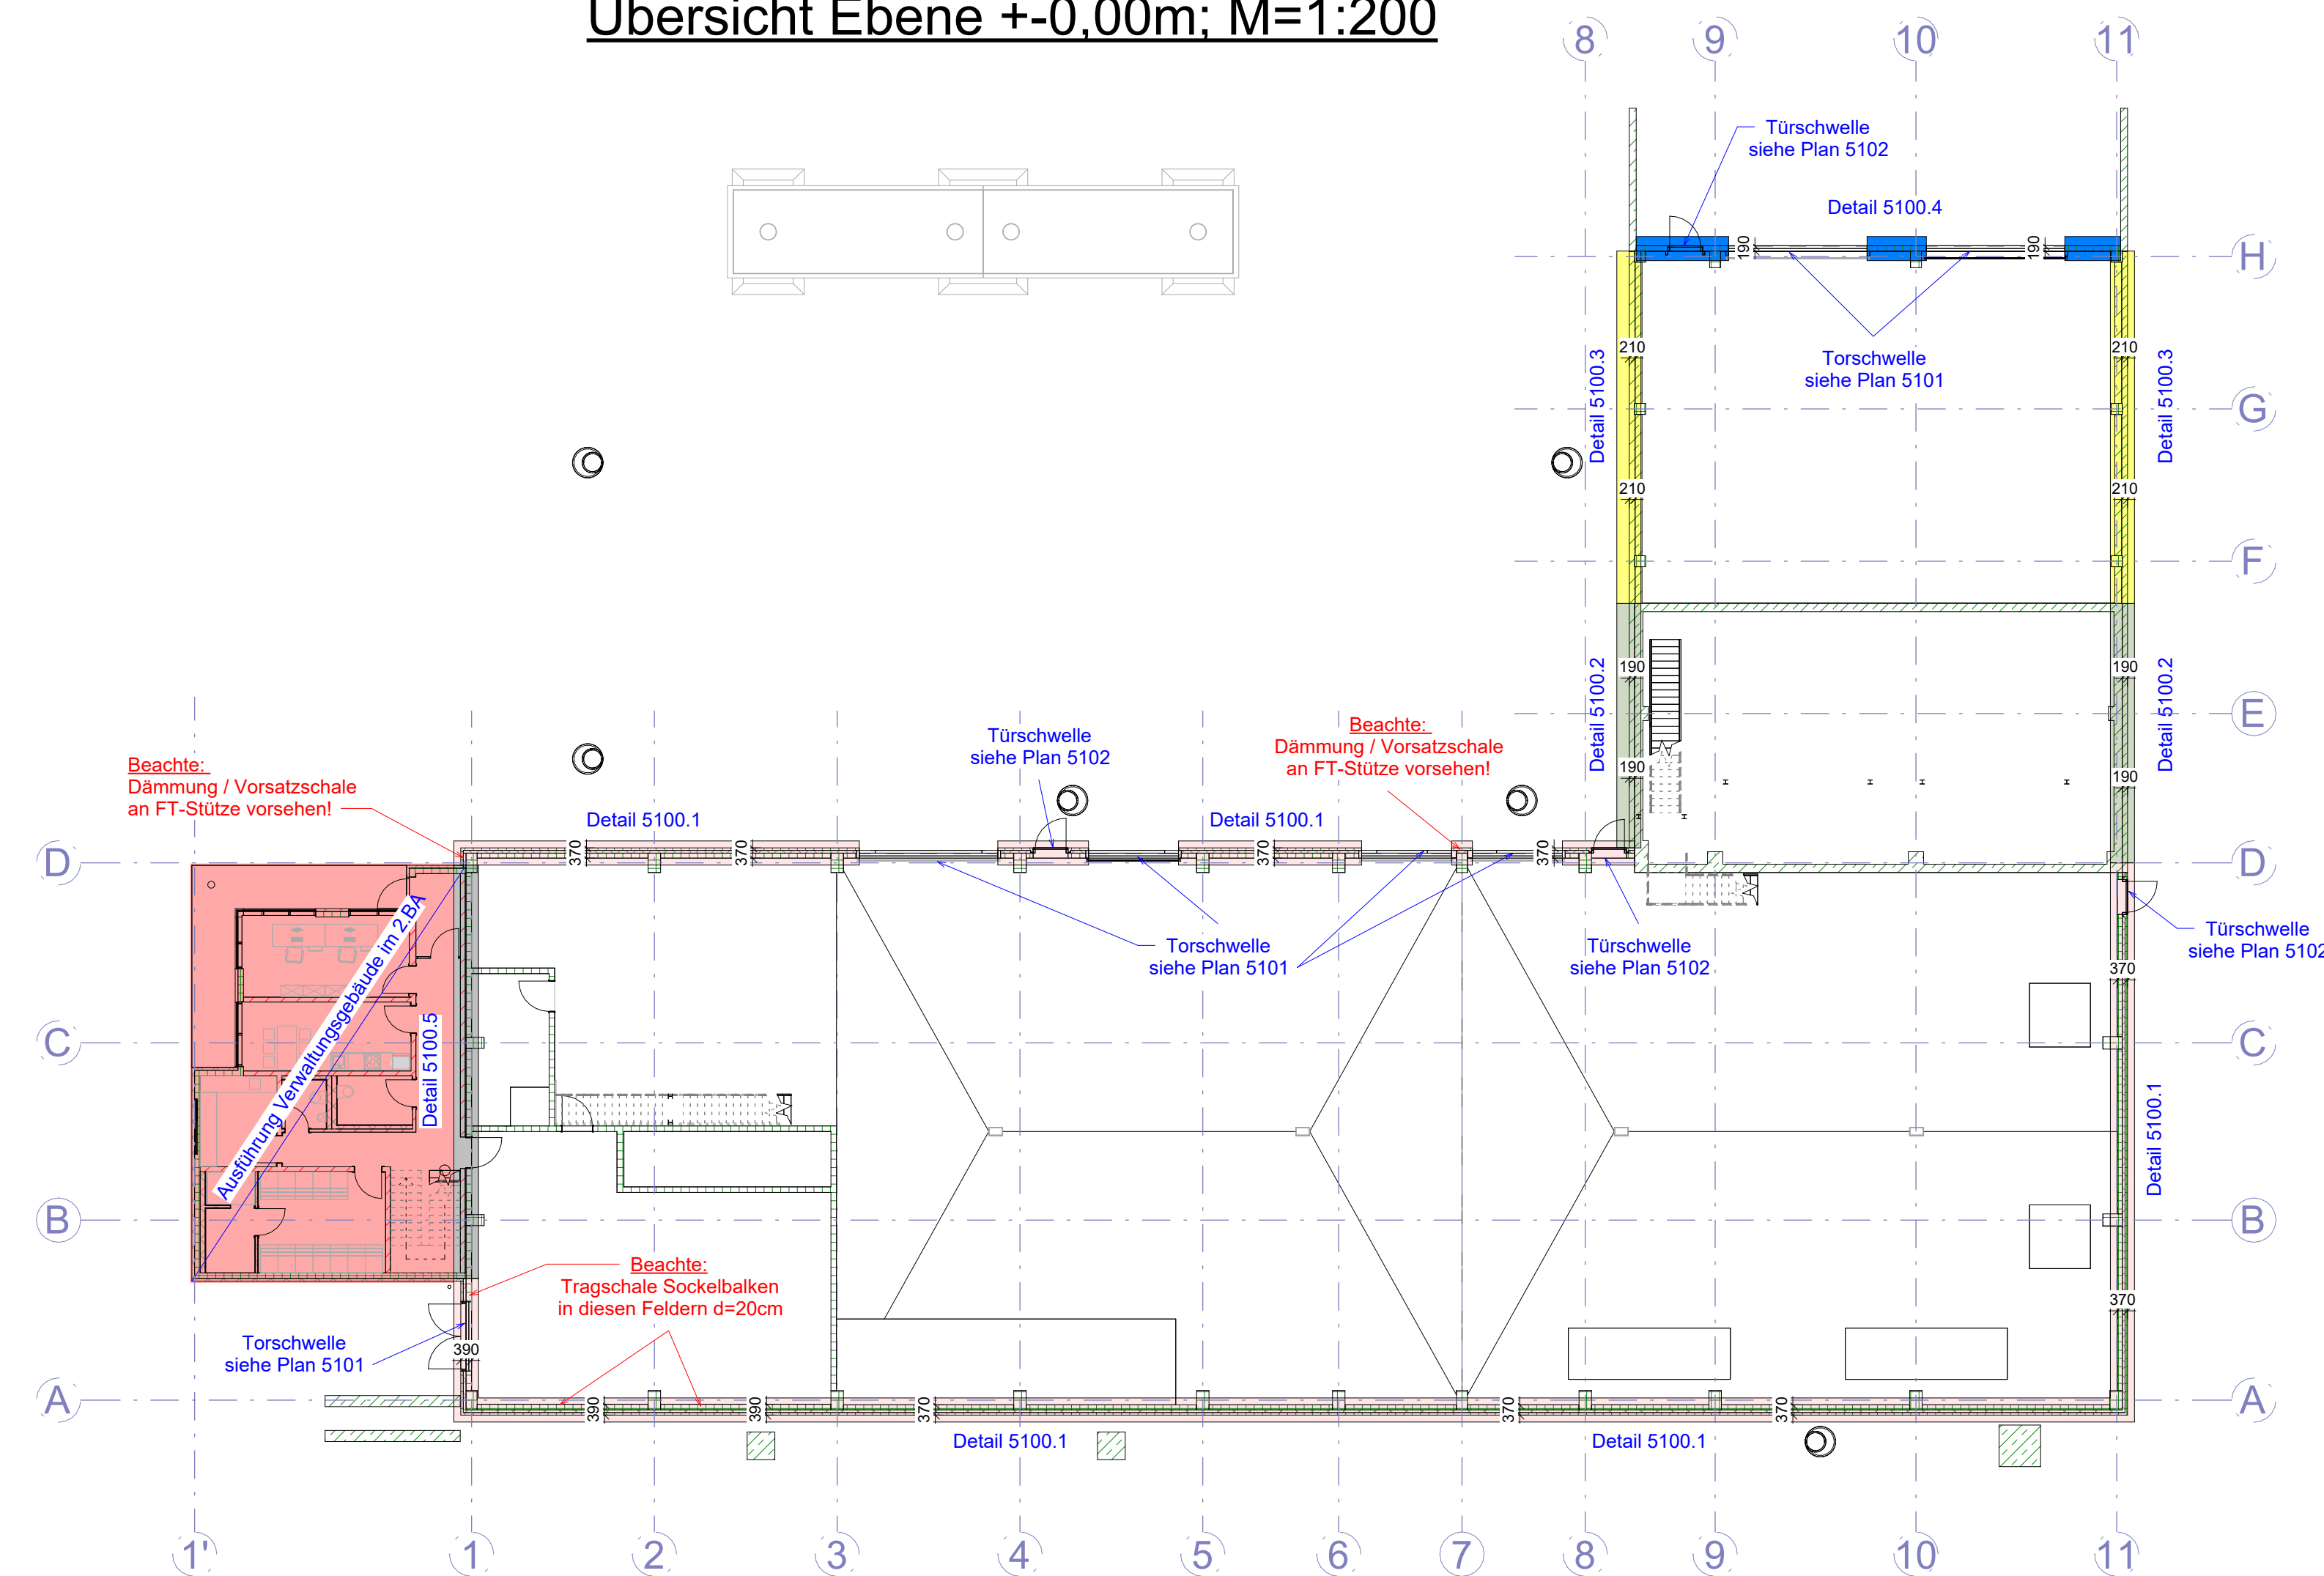 Übersicht Ebene +-0,00m; M=1:200
8
9
10
11
Türschwelle
siehe Plan 5102
Detail 5100.4
190
190
H
Torschwelle
siehe Plan 5101
210
210
Detail 5100.3
Detail 5100.3
G
210
210
F
Detail 5100.2
Detail 5100.2
190
190
E
190
190
Beachte:
Dämmung / Vorsatzschale
an FT-Stütze vorsehen!
Türschwelle
siehe Plan 5102
Beachte:
Dämmung / Vorsatzschale
an FT-Stütze vorsehen!
Detail 5100.1
Detail 5100.1
370
370
370
370
D
D
Ausführung Verwaltungsgebäude im 2.BA
Detail 5100.5
Torschwelle
siehe Plan 5101
Türschwelle
siehe Plan 5102
Türschwelle
siehe Plan 5102
370
C
C
Detail 5100.1
B
B
Beachte:
Tragschale Sockelbalken
in diesen Feldern d=20cm
370
Torschwelle
siehe Plan 5101
390
A
390
390
370
370
370
A
Detail 5100.1
Detail 5100.1
1'
1
2
3
4
5
6
7
8
9
10
11